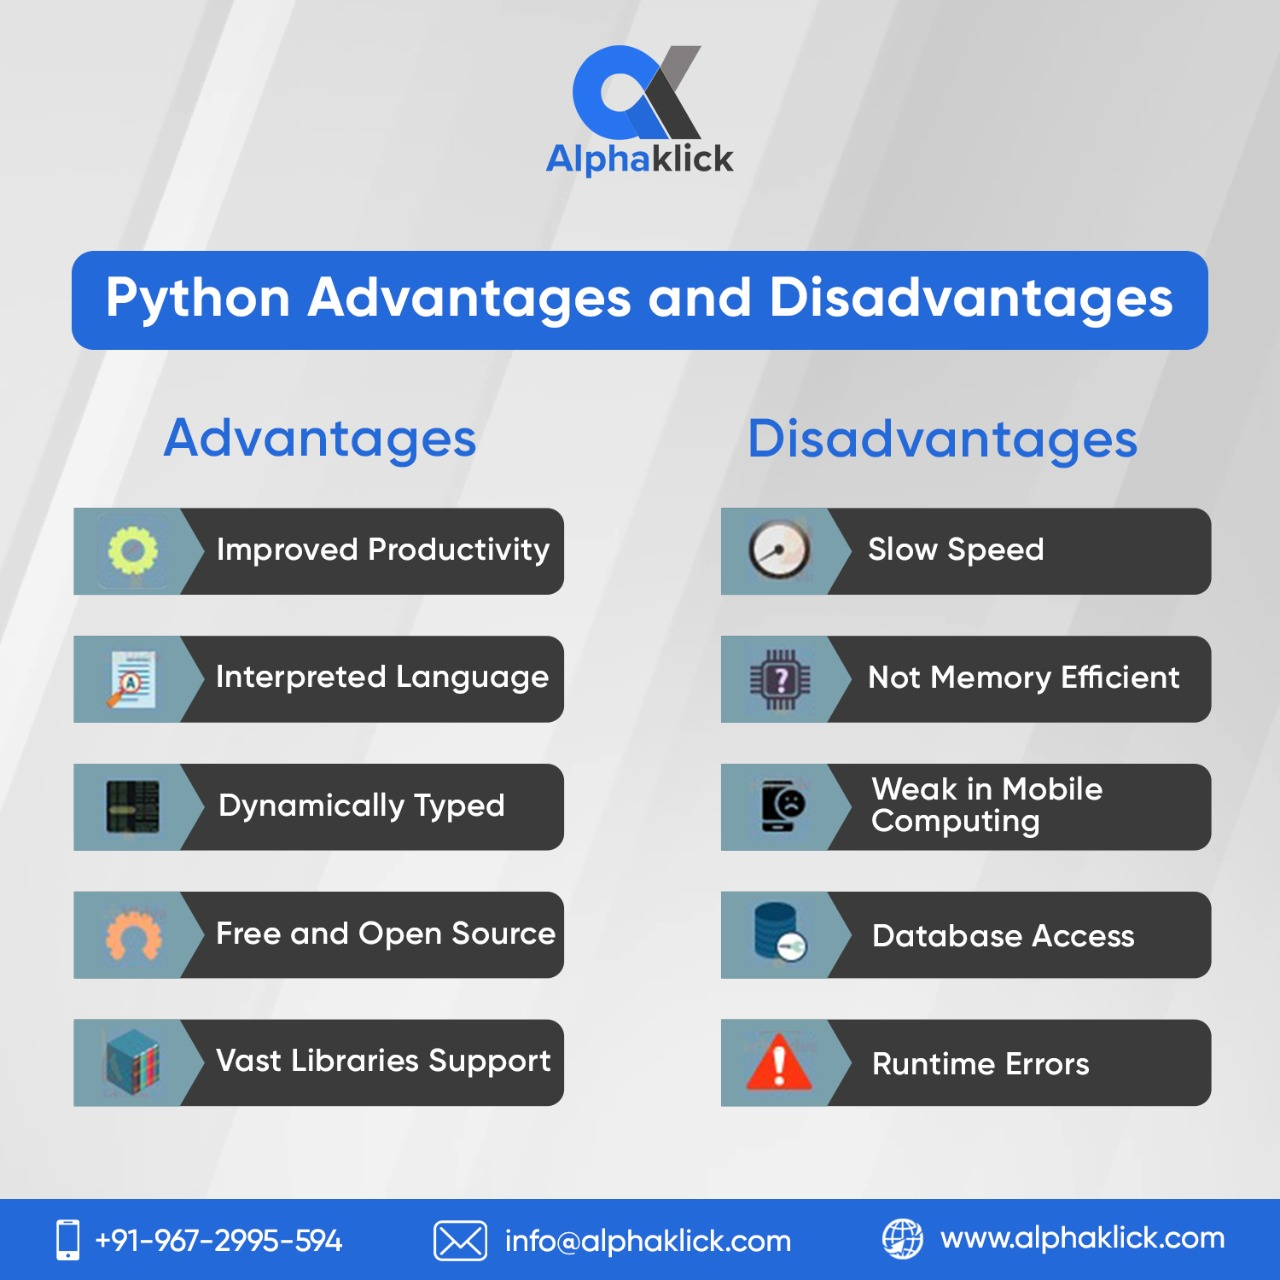 Alphaklick
Python Advantages and Disadvantages
Advantages
Improved Productivity
Interpreted Language
Dynamically Typed
Free and Open Source
Vast Libraries Support
Disadvantages
Slow Speed
Not Memory Efficient
Weak in Mobile
Computing
Database Access
Runtime Errors
+91-967-2995-594
info@alphaklick.com
www.alphaklick.com